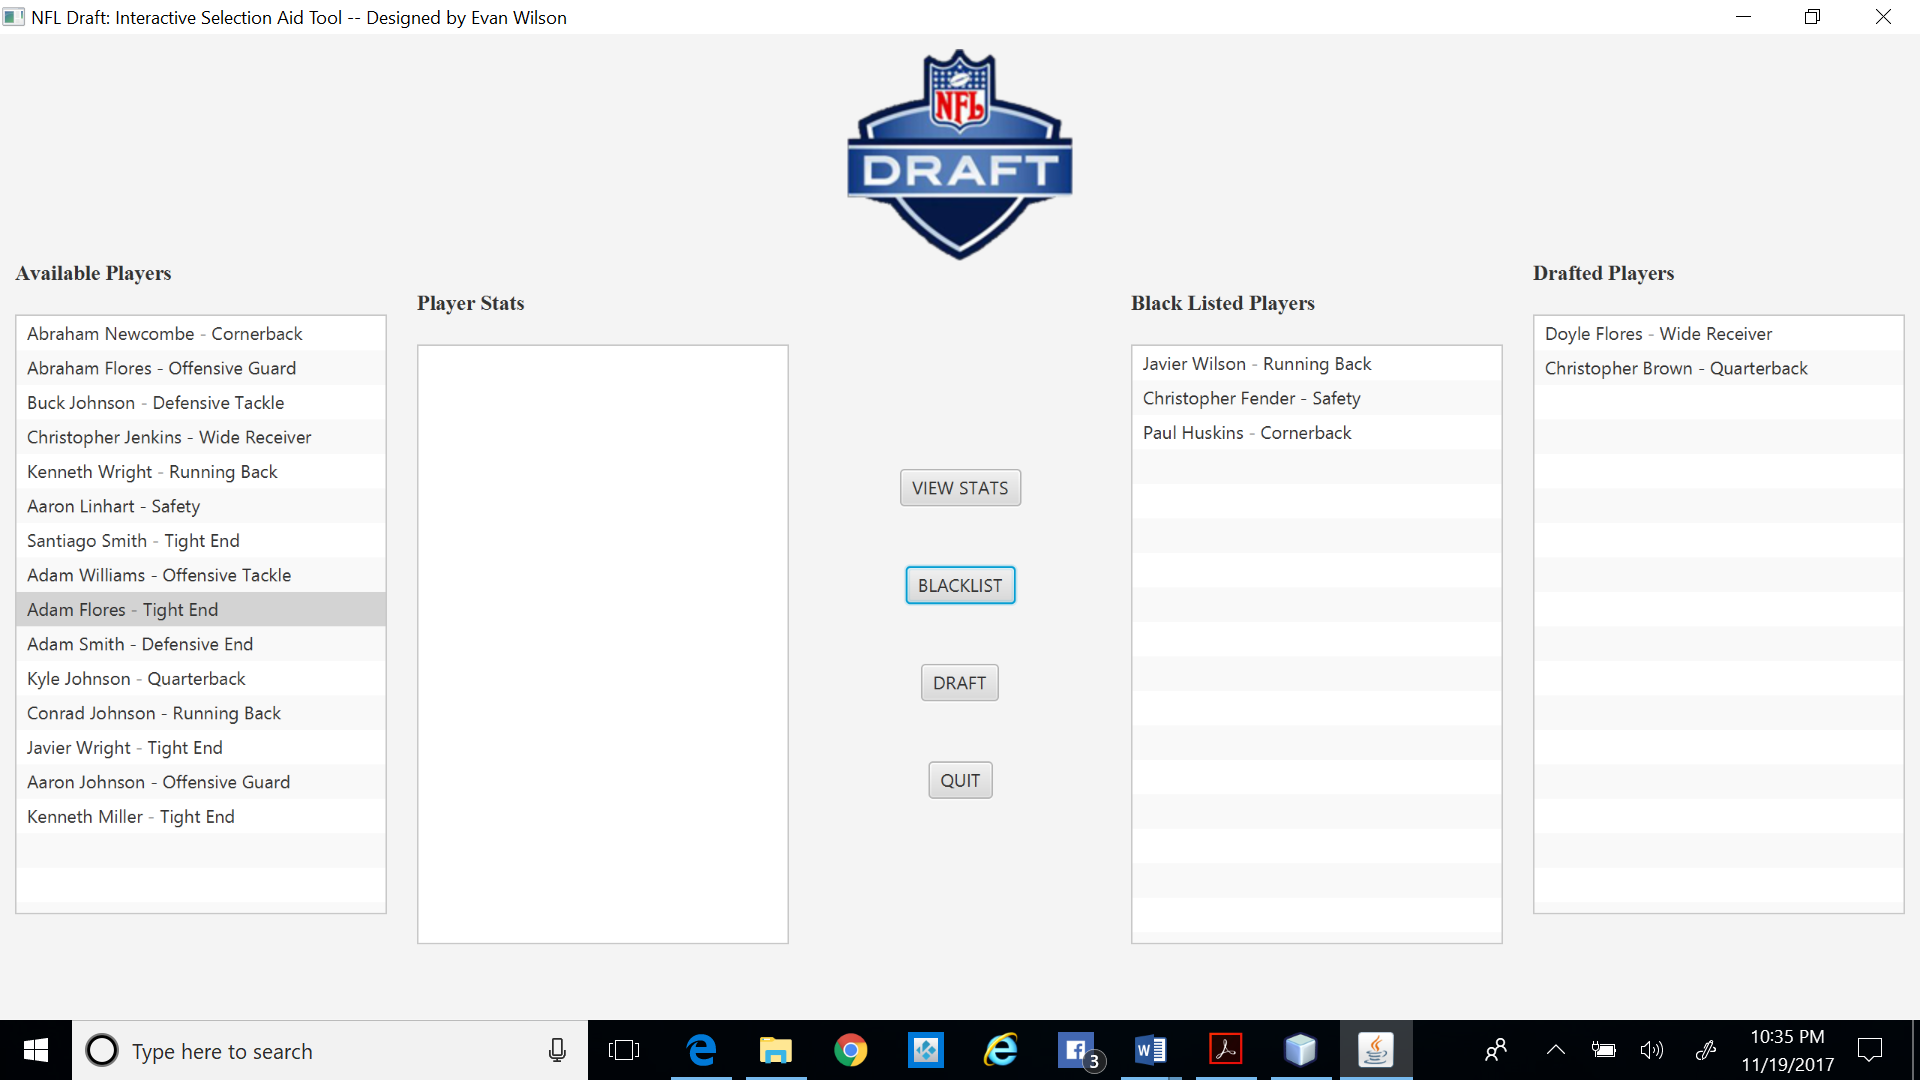 NFL Draft: Interactive Selection Aid Tool -- Designed by Evan Wilson
NFL
DRAFT
Available Players
Abraham Newcombe - Cornerback
Abraham Flores - Offensive Guard
Buck Johnson - Defensive Tackle
Christopher Jenkins - Wide Receiver
Kenneth Wright - Running Back
Aaron Linhart - Safety
Santiago Smith - Tight End
Adam Williams - Offensive Tackle
Adam Flores - Tight End
Adam Smith - Defensive End
Kyle Johnson - Quarterback
Conrad Johnson - Running Back
Javier Wright - Tight End
Aaron Johnson - Offensive Guard
Kenneth Miller - Tight End
Player Stats
VIEW STATS
BLACKLIST
DRAFT
QUIT
Black Listed Players
Javier Wilson - Running Back
Christopher Fender - Safety
Paul Huskins - Cornerback
Drafted Players
Doyle Flores - Wide Receiver
Christopher Brown - Quarterback
Type here to search
3
10:35 PM
11/19/2017